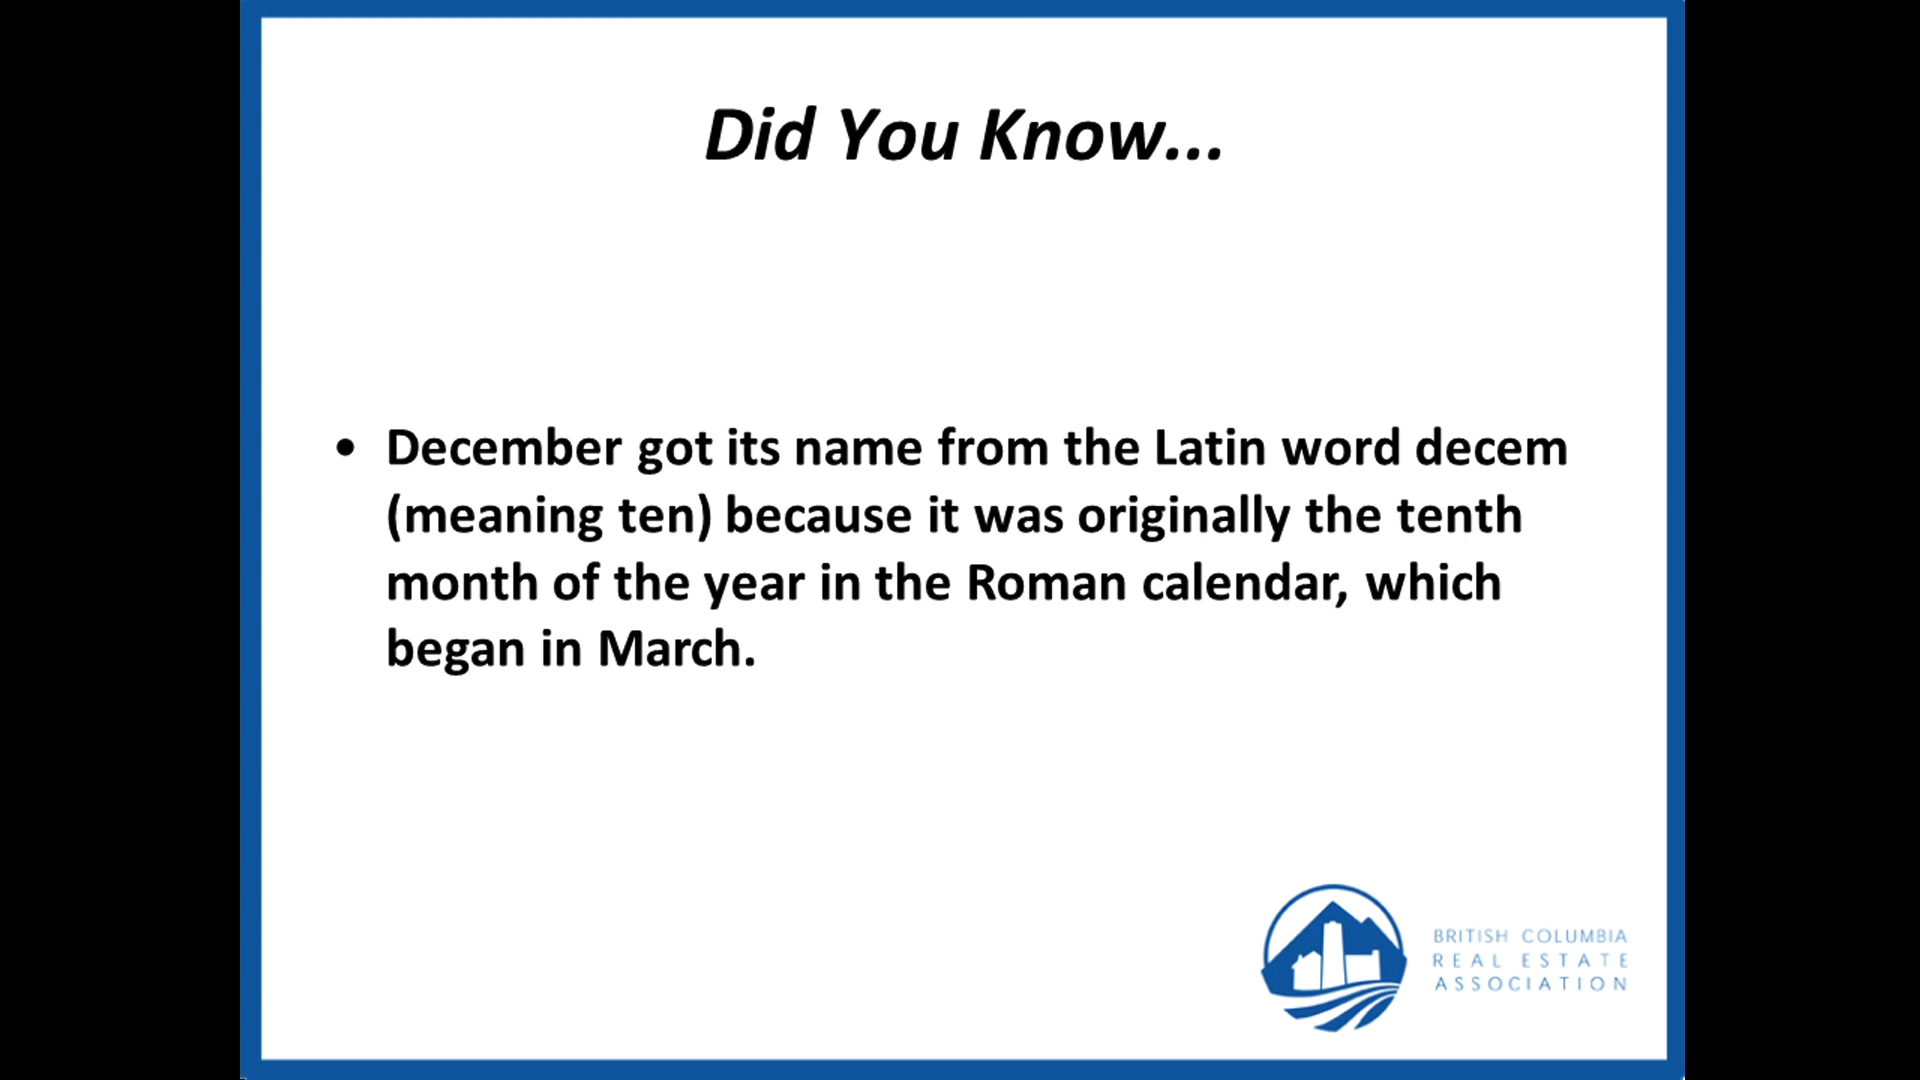 Did You Know...
• December got its name from the Latin word decem
(meaning ten) because it was originally the tenth
month of the year in the Roman calendar, which
began in March.
BRITISH COLUMBIA
REAL ESTATE
ASSOCIATION